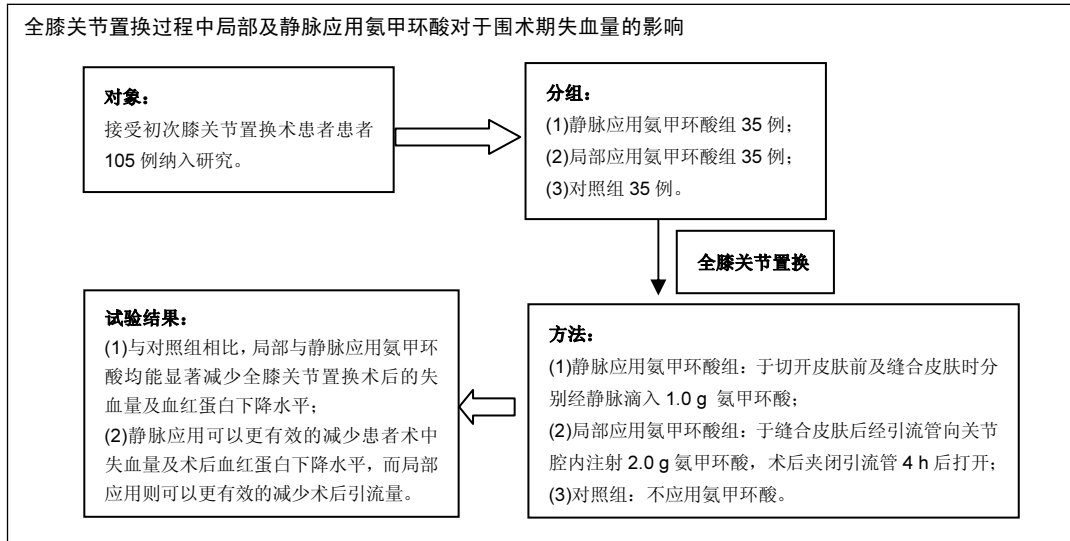 全膝关节置换过程中局部及静脉应用氨甲环酸对于围术期失血量的影响
对象：
接受初次膝关节置换术患者患者
105 例纳入研究。
分组：
(1)静脉应用氨甲环酸组 35 例；
(2)局部应用氨甲环酸组 35 例；
(3)对照组 35 例。
全膝关节置换
方法：
(1)静脉应用氨甲环酸组：于切开皮肤前及缝合皮肤时分
别经静脉滴入 1.0 g 氨甲环酸；
(2)局部应用氨甲环酸组：于缝合皮肤后经引流管向关节
腔内注射 2.0 g 氨甲环酸，术后夹闭引流管 4 h 后打开；
(3)对照组：不应用氨甲环酸。
试验结果：
(1)与对照组相比，局部与静脉应用氨甲环
酸均能显著减少全膝关节置换术后的失
血量及血红蛋白下降水平；
(2)静脉应用可以更有效的减少患者术中
失血量及术后血红蛋白下降水平，而局部
应用则可以更有效的减少术后引流量。